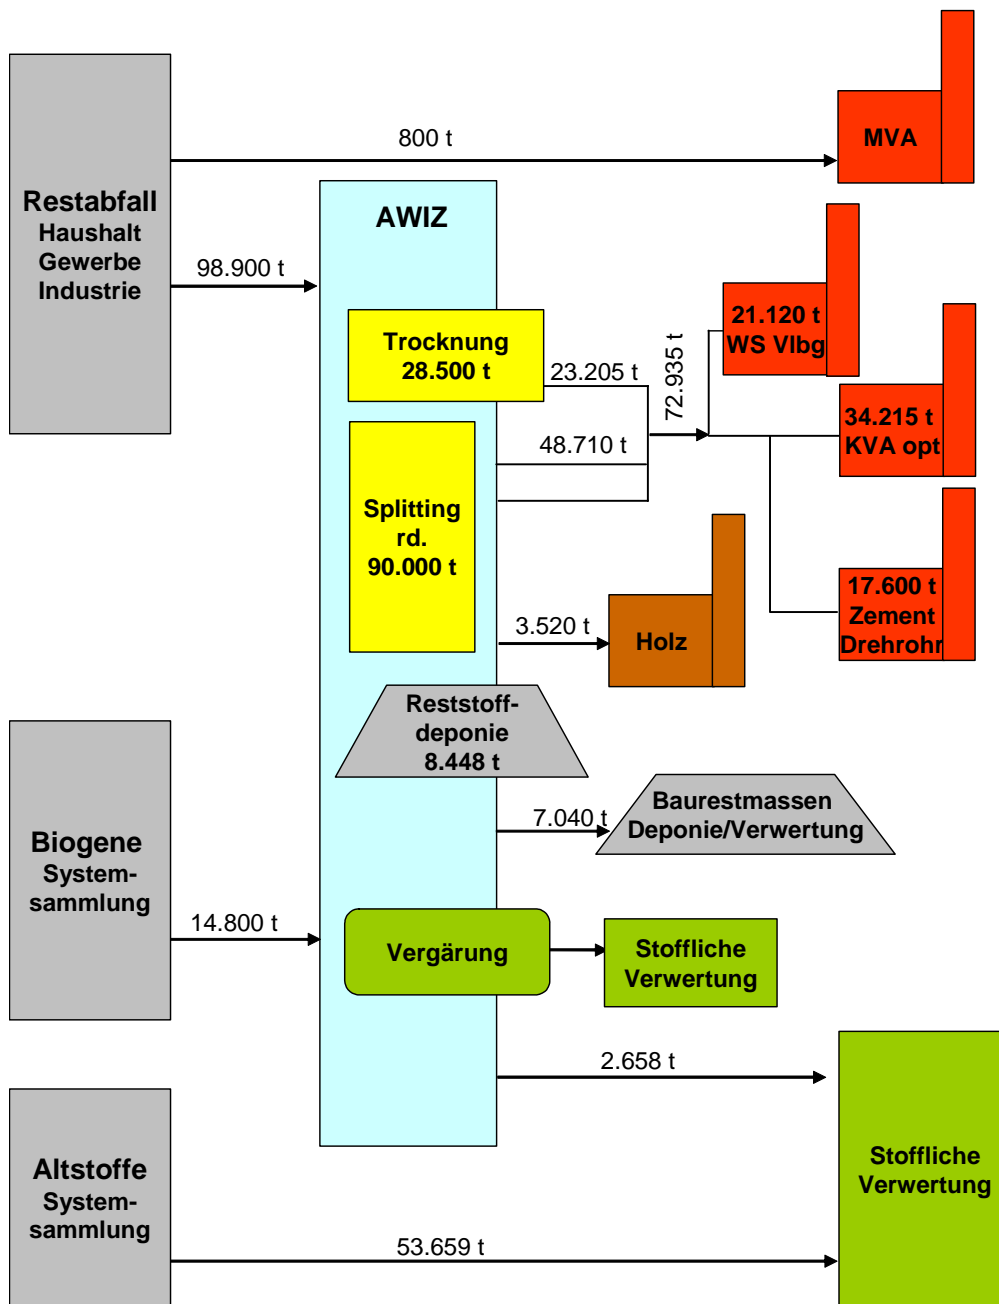 800 t
MVA
Restabfall
Haushalt
Gewerbe
Industrie
98.900 t
AWIZ
Trocknung
28.500 t
23.205 t
72.935 t
21.120 t
WS Vlbg
34.215 t
KVA opt
48.710 t
Splitting
rd.
90.000 t
17.600 t
Zement
Drehrohr
3.520 t
Holz
Reststoff-
deponie
8.448 t
7.040 t
Baurestmassen
Deponie/Verwertung
Biogene
System-
sammlung
14.800 t
Vergärung
Stoffliche
Verwertung
2.658 t
Altstoffe
System-
sammlung
Stoffliche
Verwertung
53.659 t